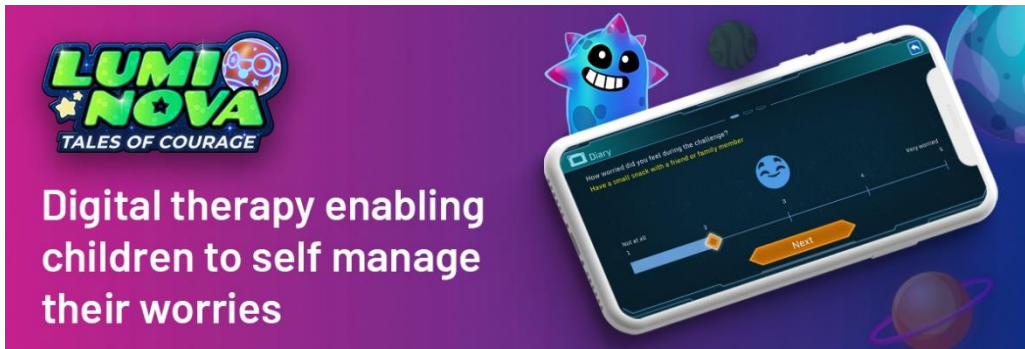 LUMI
NOVA
TALES OF COURAGE
Digital therapy enabling
children to self manage
their worries
Diary
How worried did you feel during the challenge?
Have a small snack with a friend or family member
Not at all
Very worried
1
2
3
4
5
Next